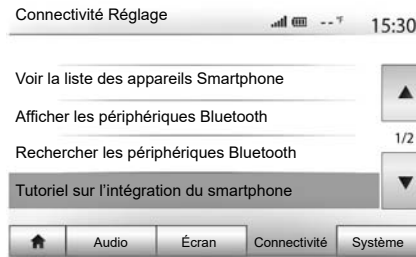 Connectivité Réglage
-- °F 15:30
Voir la liste des appareils Smartphone
Afficher les périphériques Bluetooth
1/2
Rechercher les périphériques Bluetooth
Tutoriel sur l'intégration du smartphone
Audio Écran Connectivité Système